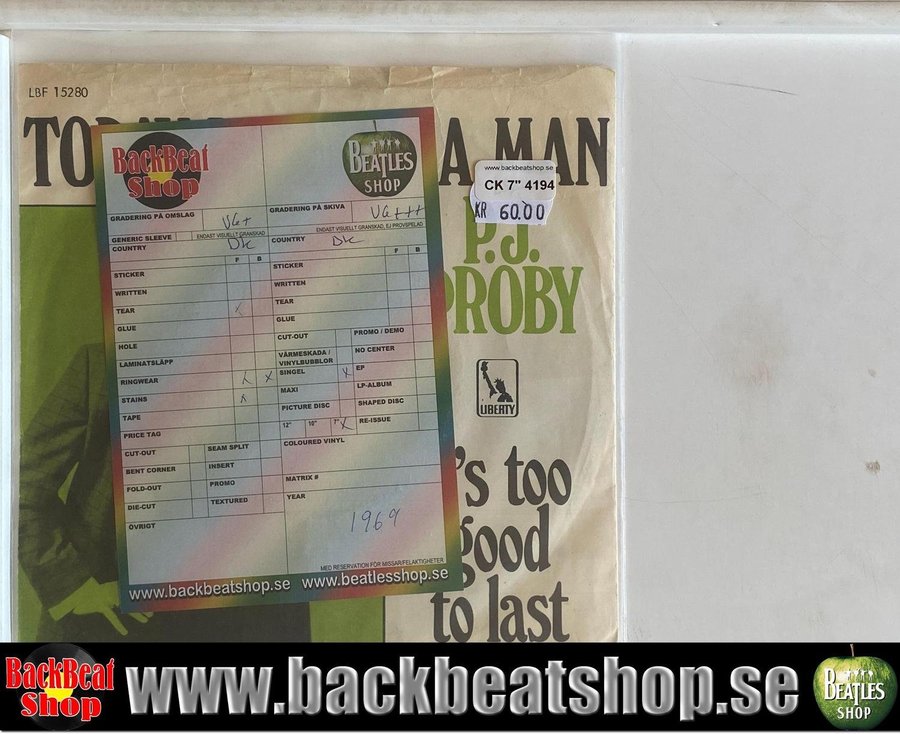 LBF 15280
TODAY
A MAN
www.backbeatshop.se
CK 7" 4194
KR 60.00
P.J.
PROBY
LIBERTY
's too
good
to last
BackBeat
Shop
BEATLES
SHOP
GRADERING PÅ OMSLAG
VG+
GRADERING PÅ SKIVA
VG+++
GENERIC SLEEVE
ENDAST VISUELLT GRANSKAD
ENDAST VISUELLT GRANSKAD, EJ PROVSPELAD
COUNTRY
DK
COUNTRY
DK
F B
F B
STICKER
STICKER
WRITTEN
WRITTEN
TEAR X
TEAR
GLUE
GLUE
HOLE
CUT-OUT
PROMO / DEMO
LAMINATSLÄPP
VÄRMESKADA /
VINYLBUBBLOR
NO CENTER
RINGWEAR X X
SINGEL X
EP
STAINS X
MAXI
LP-ALBUM
TAPE
PICTURE DISC
SHAPED DISC
PRICE TAG
12" 10" 7" X
RE-ISSUE
CUT-OUT
SEAM SPLIT
COLOURED VINYL
BENT CORNER
INSERT
FOLD-OUT
PROMO
MATRIX #
DIE-CUT
TEXTURED
YEAR
ÖVRIGT
1969
MED RESERVATION FÖR MISSAR/FELAKTIGHETER
www.backbeatshop.se www.beatlesshop.se
BackBeat
Shop
www.backbeatshop.se
BEATLES
SHOP